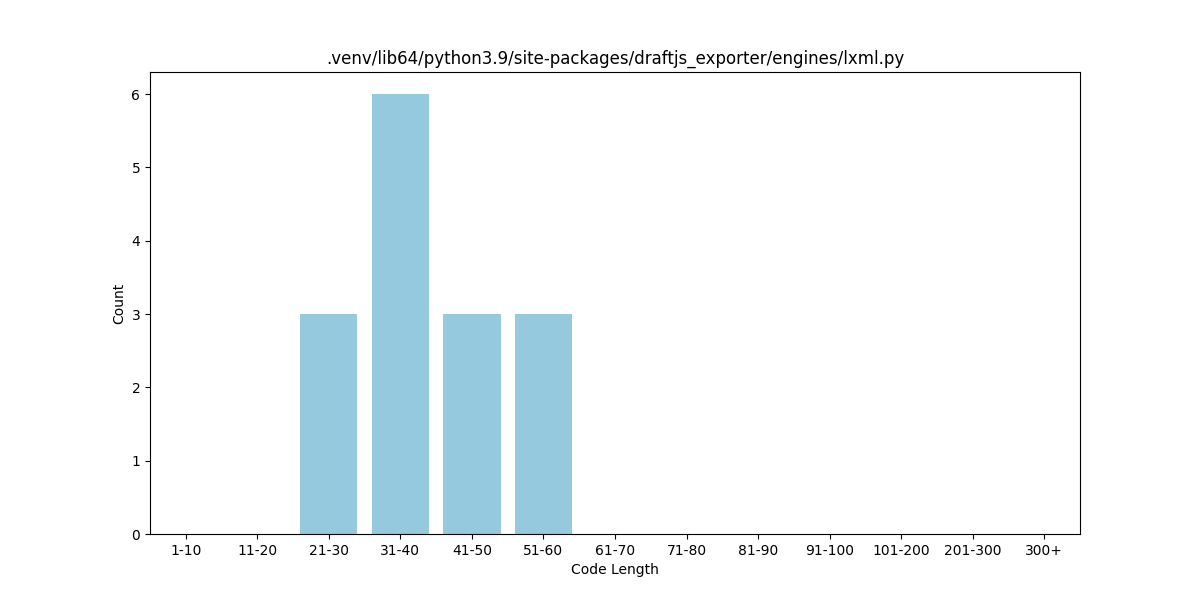 .venv/lib64/python3.9/site-packages/draftjs_exporter/engines/lxml.py
6
5
4
3
2
1
0
Count
1-10 11-20 21-30 31-40 41-50 51-60 61-70 71-80 81-90 91-100 101-200 201-300 300+
Code Length